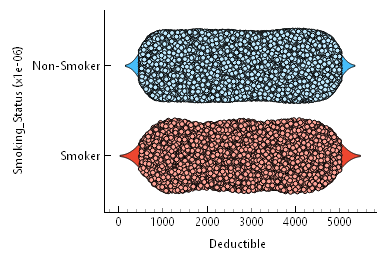 Smoking_Status (x1e-06)
Non-Smoker
Smoker
0 1000 2000 3000 4000 5000
Deductible